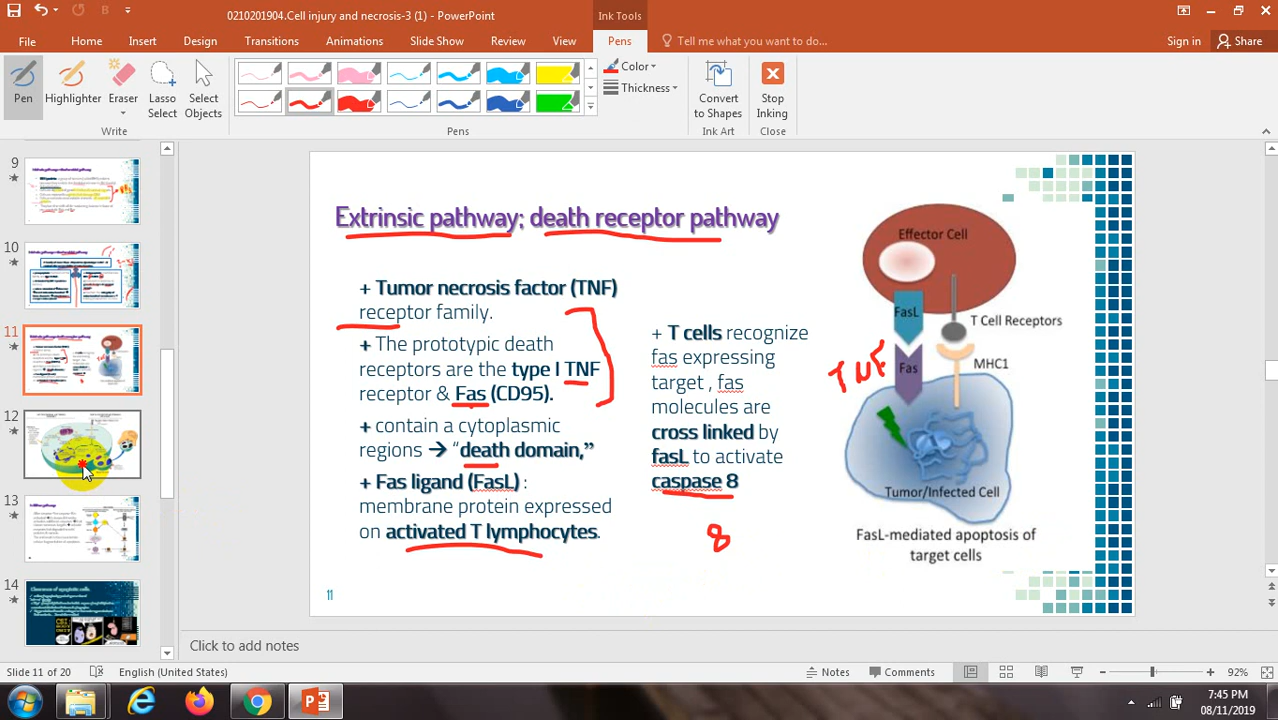 0210201904.Cell injury and necrosis-3 (1) - PowerPoint
Ink Tools
File Home Insert Design Transitions Animations Slide Show Review View Pens Tell me what you want to do... Sign in Share
Pen Highlighter Eraser Lasso Select Select Objects
Write
Pens
Color
Thickness
Convert to Shapes
Ink Art
Stop Inking
Close
9
10
11
12
13
14
Extrinsic pathway; death receptor pathway
+ Tumor necrosis factor (TNF)
receptor family.
+ The prototypic death
receptors are the type I TNF
receptor & Fas (CD95).
+ contain a cytoplasmic
regions → “death domain,”
+ Fas ligand (FasL) :
membrane protein expressed
on activated T lymphocytes.
+ T cells recognize
fas expressing
target , fas
molecules are
cross linked by
fasL to activate
caspase 8
8
TNF
Effector Cell
FasL
T Cell Receptors
Fas
MHC1
Tumor/Infected Cell
FasL-mediated apoptosis of
target cells
11
Click to add notes
Slide 11 of 20 English (United States) Notes Comments 92%
7:45 PM
08/11/2019